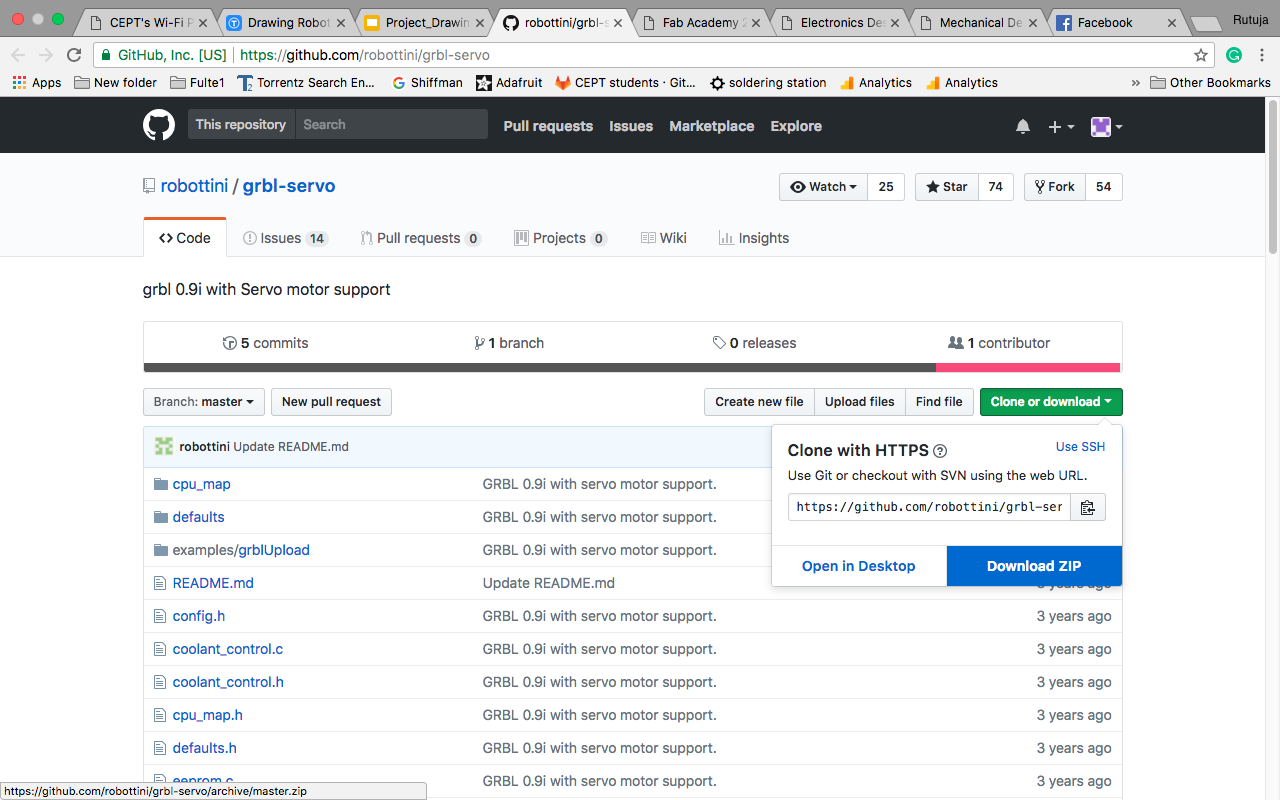 CEPT's Wi-Fi P
Drawing Robot
Project_Drawin
robottini/grbl-s
Fab Academy 2
Electronics Des
Mechanical De
Facebook
Rutuja
GitHub, Inc. [US] https://github.com/robottini/grbl-servo
Apps New folder Fulte1 Torrentz Search En... Shiffman Adafruit CEPT students · Git... soldering station Analytics Analytics » Other Bookmarks
This repository Search Pull requests Issues Marketplace Explore
robottini / grbl-servo
Watch 25 Star 74 Fork 54
Code Issues 14 Pull requests 0 Projects 0 Wiki Insights
grbl 0.9i with Servo motor support
5 commits 1 branch 0 releases 1 contributor
Branch: master New pull request Create new file Upload files Find file Clone or download
robottini Update README.md
Clone with HTTPS Use SSH
Use Git or checkout with SVN using the web URL.
https://github.com/robottini/grbl-ser
Open in Desktop Download ZIP
cpu_map GRBL 0.9i with servo motor support.
defaults GRBL 0.9i with servo motor support.
examples/grblUpload GRBL 0.9i with servo motor support.
README.md Update README.md 3 years ago
config.h GRBL 0.9i with servo motor support. 3 years ago
coolant_control.c GRBL 0.9i with servo motor support. 3 years ago
coolant_control.h GRBL 0.9i with servo motor support. 3 years ago
cpu_map.h GRBL 0.9i with servo motor support. 3 years ago
defaults.h GRBL 0.9i with servo motor support. 3 years ago
eeprom.c GRBL 0.9i with servo motor support. 3 years ago
https://github.com/robottini/grbl-servo/archive/master.zip